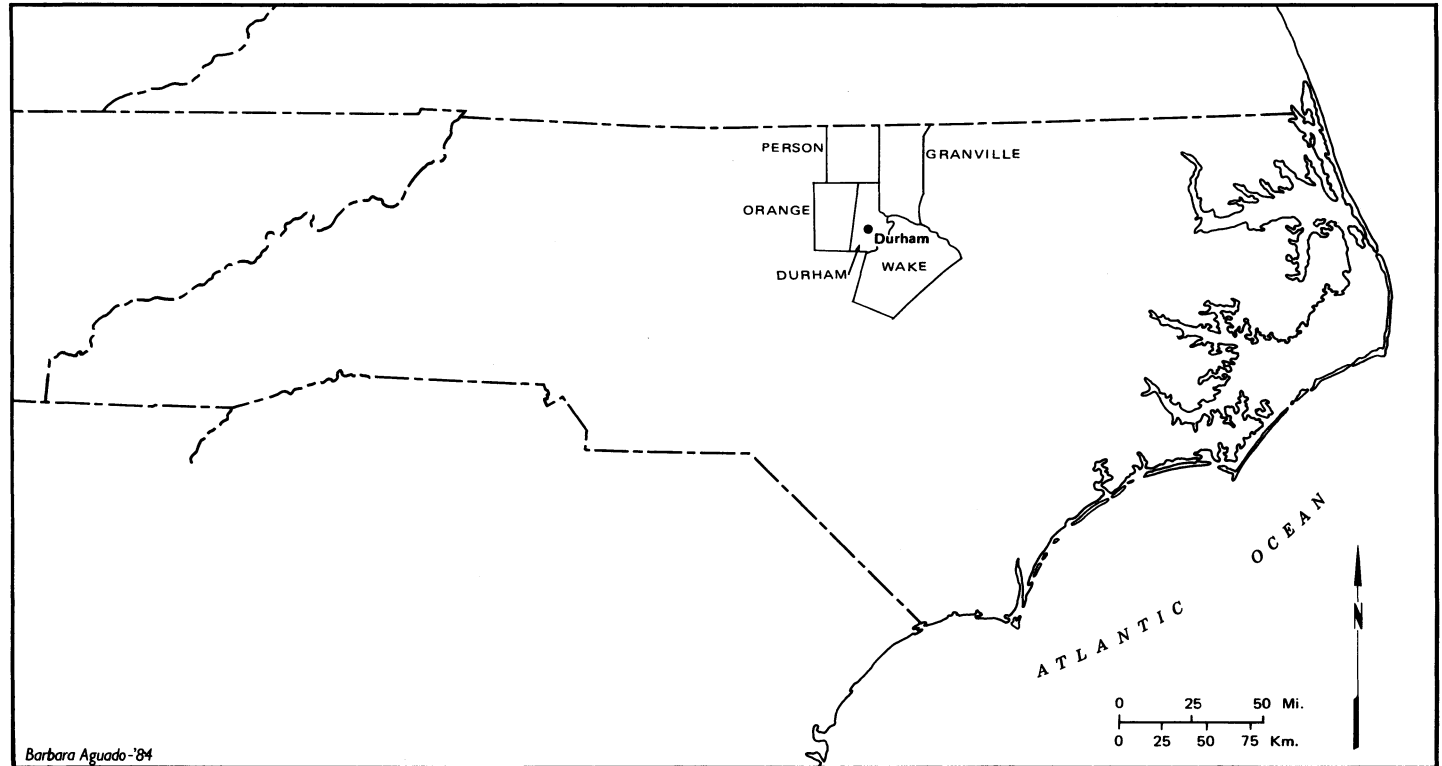 PERSON
GRANVILLE
ORANGE
Durham
DURHAM
WAKE
ATLANTIC OCEAN
N
0 25 50 Mi.
0 25 50 75 Km.
Barbara Aguado-'84